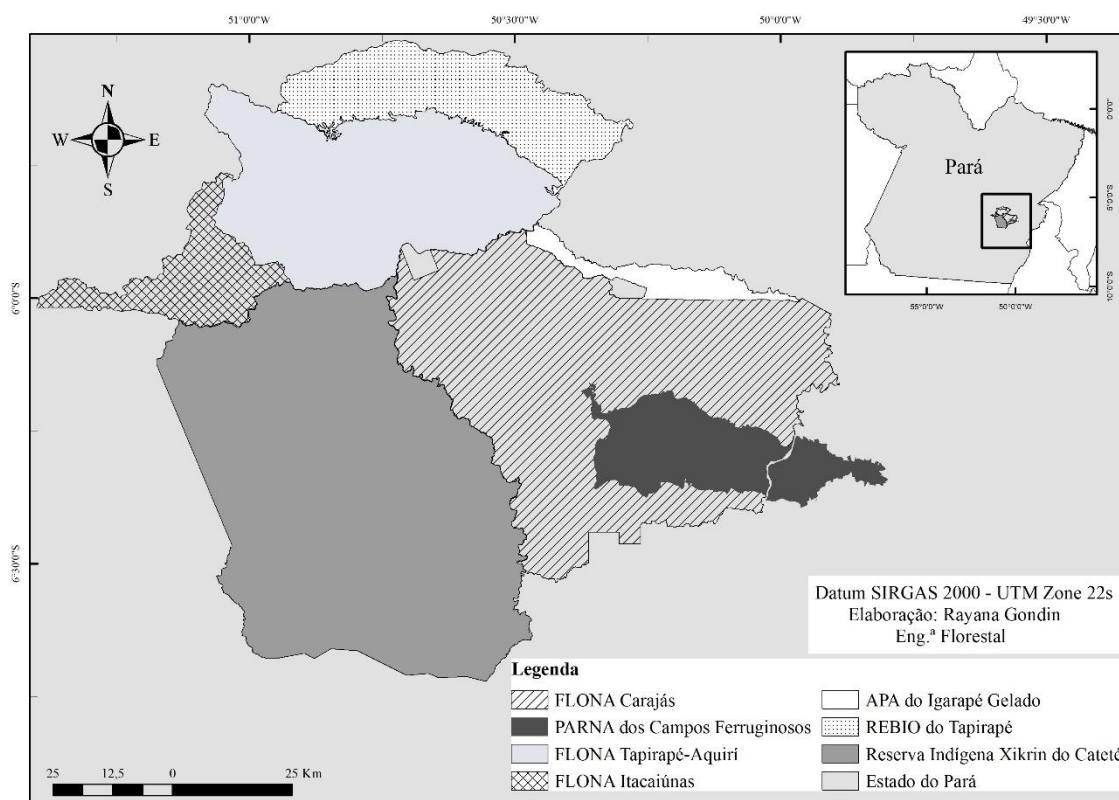 51°0'0"W
50°30'0"W
50°0'0"W
49°30'0"W
N
W
E
S
Pará
0°0'0"
5°0'0"S
10°0'0"S
55°0'0"W
50°0'0"W
6°0'0"S
6°30'0"S
Datum SIRGAS 2000 - UTM Zone 22s
Elaboração: Rayana Gondin
Eng.ª Florestal
Legenda
FLONA Carajás
PARNA dos Campos Ferruginosos
FLONA Tapirapé-Aquirí
FLONA Itacaiúnas
APA do Igarapé Gelado
REBIO do Tapirapé
Reserva Indígena Xikrin do Cateté
Estado do Pará
25 12,5 0 25 Km